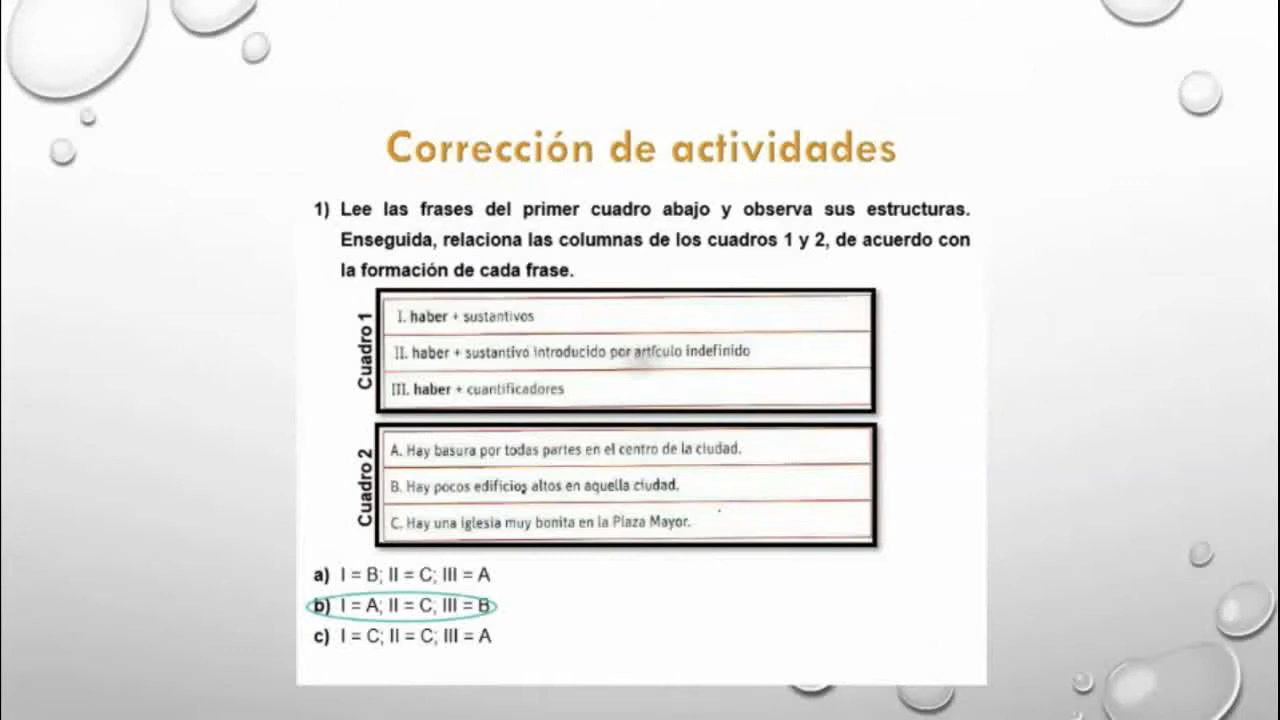 Corrección de actividades
1) Lee las frases del primer cuadro abajo y observa sus estructuras.
Enseguida, relaciona las columnas de los cuadros 1 y 2, de acuerdo con
la formación de cada frase.
Cuadro 1
I. haber + sustantivos
II. haber + sustantivo introducido por artículo indefinido
III. haber + cuantificadores
Cuadro 2
A. Hay basura por todas partes en el centro de la ciudad.
B. Hay pocos edificios altos en aquella ciudad.
C. Hay una iglesia muy bonita en la Plaza Mayor.
a) I = B; II = C; III = A
b) I = A; II = C; III = B
c) I = C; II = C; III = A